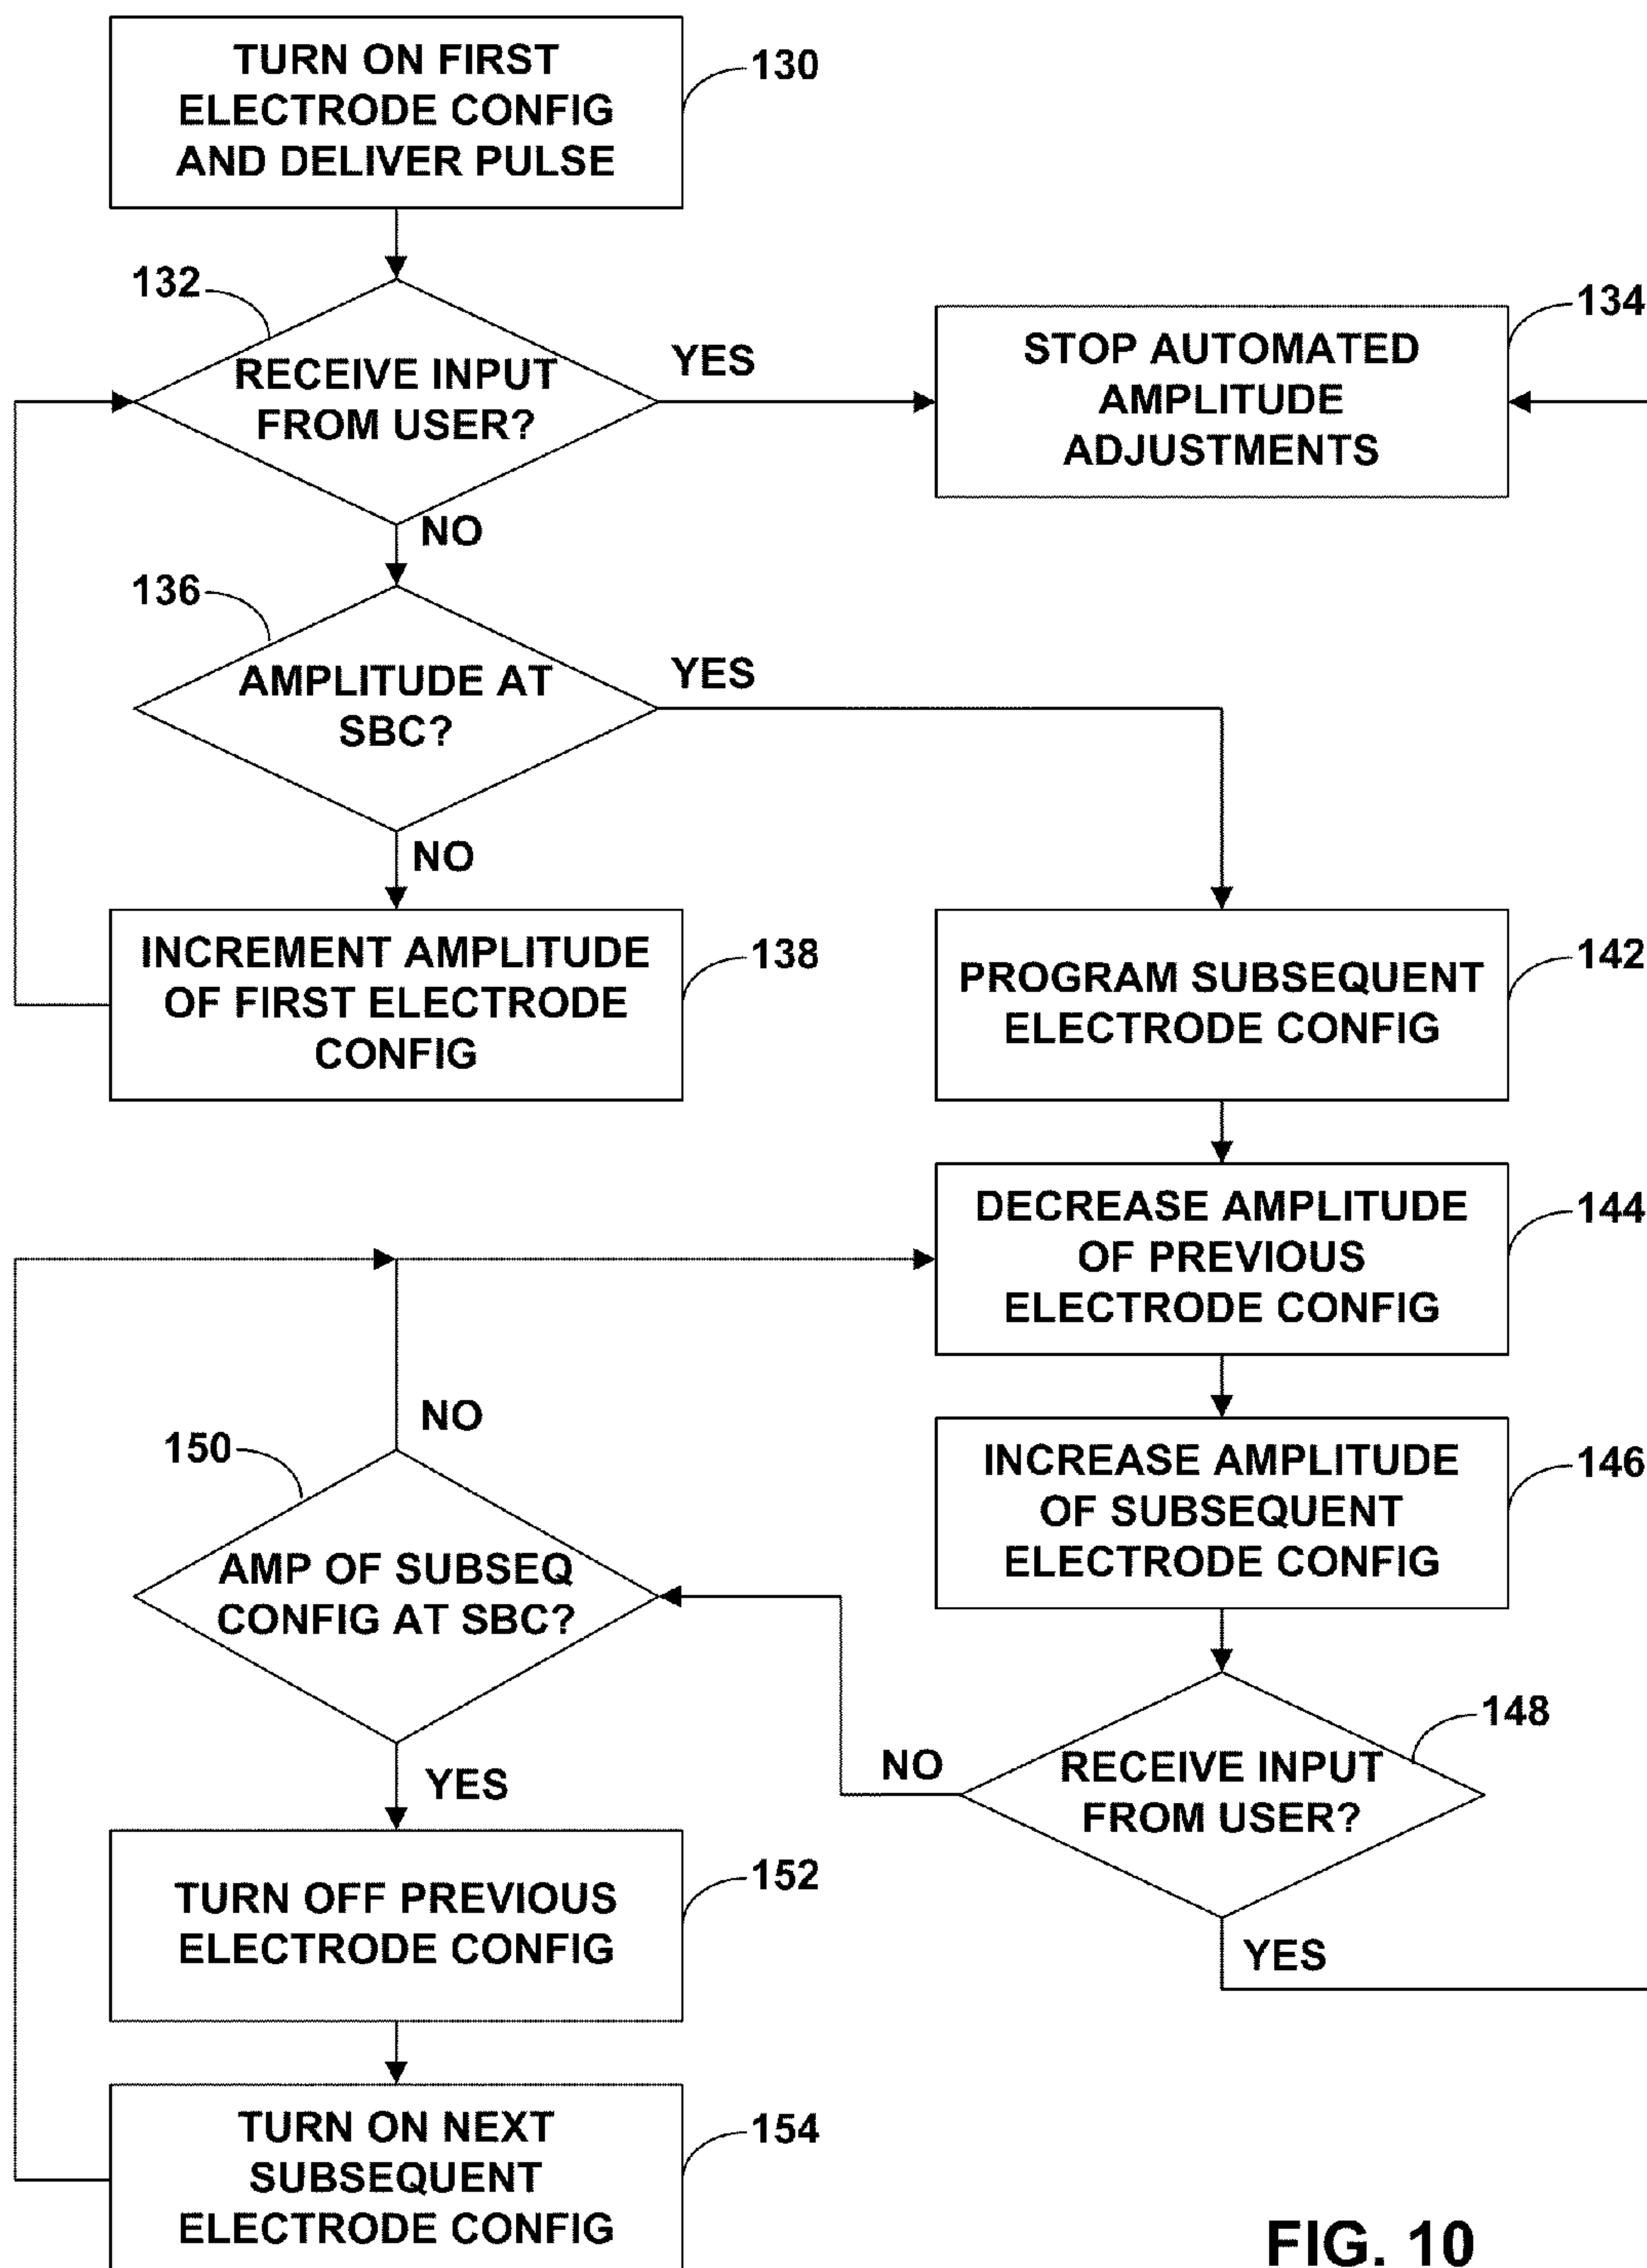 TURN ON FIRST
ELECTRODE CONFIG
AND DELIVER PULSE
130
132
RECEIVE INPUT
FROM USER?
YES
NO
STOP AUTOMATED
AMPLITUDE
ADJUSTMENTS
134
136
AMPLITUDE AT
SBC?
YES
NO
INCREMENT AMPLITUDE
OF FIRST ELECTRODE
CONFIG
138
PROGRAM SUBSEQUENT
ELECTRODE CONFIG
142
DECREASE AMPLITUDE
OF PREVIOUS
ELECTRODE CONFIG
144
INCREASE AMPLITUDE
OF SUBSEQUENT
ELECTRODE CONFIG
146
RECEIVE INPUT
FROM USER?
148
NO
YES
NO
150
AMP OF SUBSEQ
CONFIG AT SBC?
YES
TURN OFF PREVIOUS
ELECTRODE CONFIG
152
TURN ON NEXT
SUBSEQUENT
ELECTRODE CONFIG
154
FIG. 10